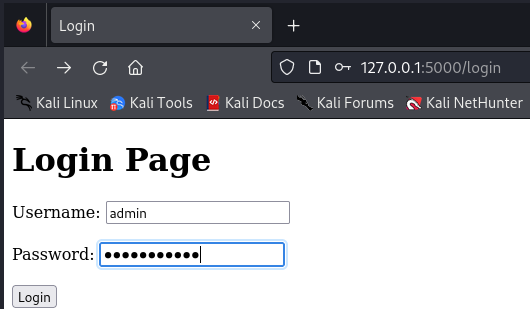 Login
127.0.0.1:5000/login
Kali Linux Kali Tools Kali Docs Kali Forums Kali NetHunter
Login Page
Username: admin
Password: •••••••••••
Login